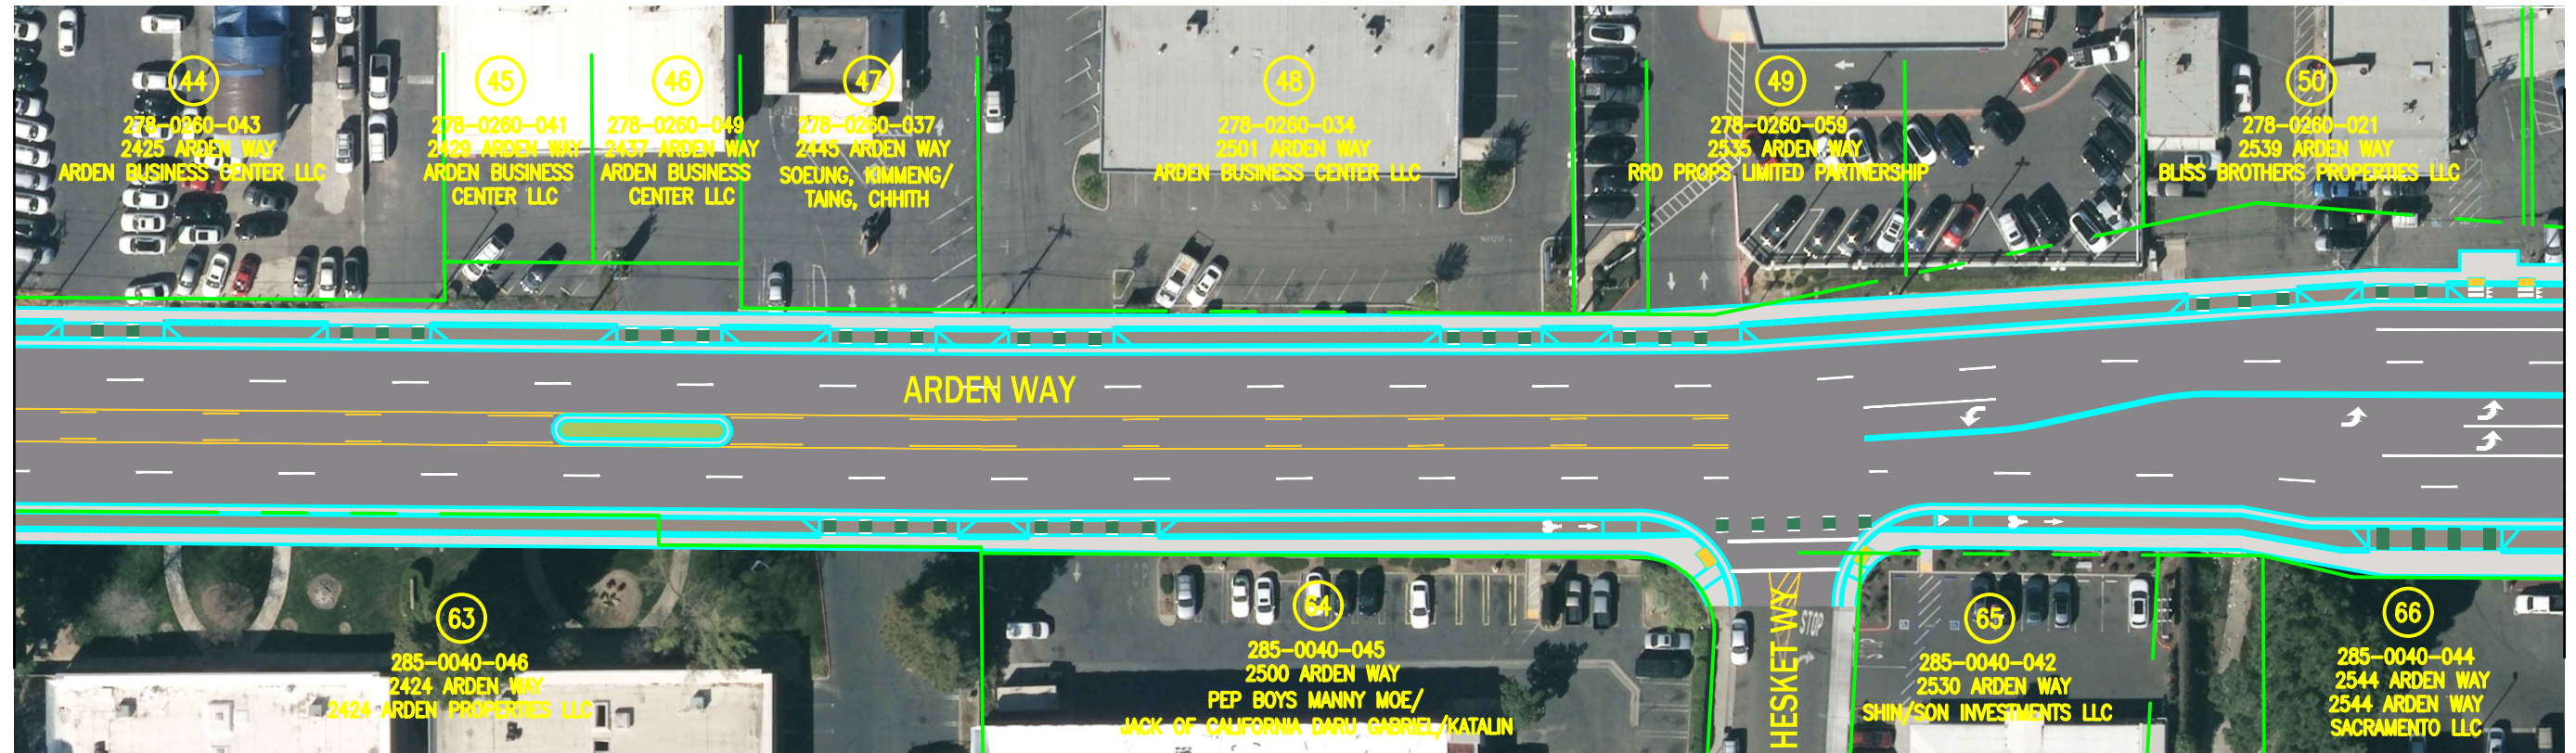 44
278-0260-043
2425 ARDEN WAY
ARDEN BUSINESS CENTER LLC
45
278-0260-041
2429 ARDEN WAY
ARDEN BUSINESS
CENTER LLC
46
278-0260-049
2437 ARDEN WAY
ARDEN BUSINESS
CENTER LLC
47
278-0260-037
2445 ARDEN WAY
SOEUNG, KIMMENG/
TAING, CHHITH
48
278-0260-034
2501 ARDEN WAY
ARDEN BUSINESS CENTER LLC
49
278-0260-059
2535 ARDEN WAY
RRD PROPS LIMITED PARTNERSHIP
50
278-0260-021
2539 ARDEN WAY
BLISS BROTHERS PROPERTIES LLC
ARDEN WAY
63
285-0040-046
2424 ARDEN WAY
2424 ARDEN PROPERTIES LLC
64
285-0040-045
2500 ARDEN WAY
PEP BOYS MANNY MOE/
JACK OF CALIFORNIA DARU GABRIEL/KATALIN
HESKET WY
STOP
65
285-0040-042
2530 ARDEN WAY
SHIN/SON INVESTMENTS LLC
66
285-0040-044
2544 ARDEN WAY
2544 ARDEN WAY
SACRAMENTO LLC